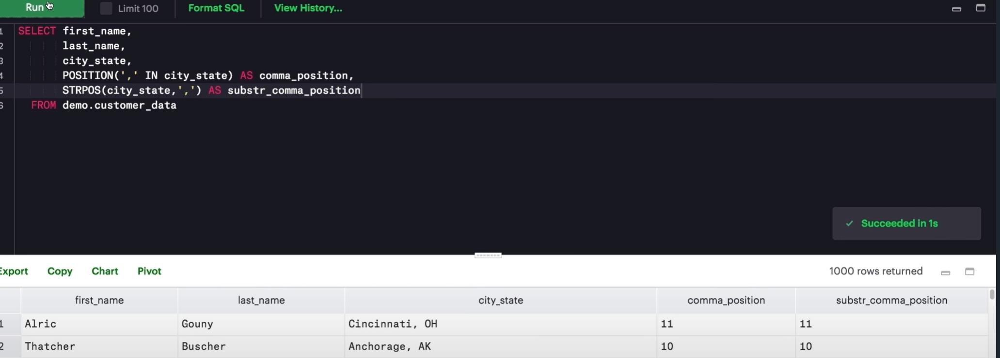 Run Limit 100 Format SQL View History...
1 SELECT first_name,
2 last_name,
3 city_state,
4 POSITION(',' IN city_state) AS comma_position,
5 STRPOS(city_state,',') AS substr_comma_position
6 FROM demo.customer_data
✓ Succeeded in 1s
Export Copy Chart Pivot 1000 rows returned
first_name last_name city_state comma_position substr_comma_position
1 Alric Gouny Cincinnati, OH 11 11
2 Thatcher Buscher Anchorage, AK 10 10